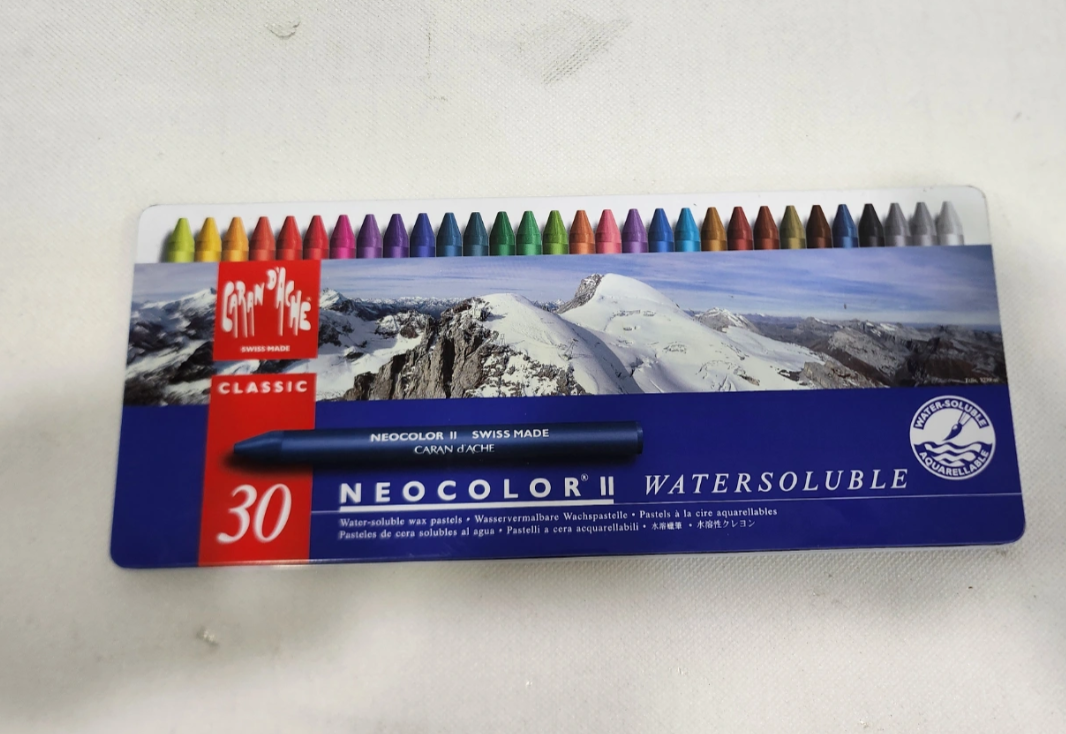 CARAN D'ACHE®
SWISS MADE
CLASSIC
NEOCOLOR II SWISS MADE
CARAN d'ACHE
30
NEOCOLOR® II WATERSOLUBLE
Water-soluble wax pastels • Wasservermalbare Wachspastelle • Pastels à la cire aquarellables
Pasteles de cera solubles al agua • Pastelli a cera acquarellabili • 水溶蠟筆 • 水溶性クレヨン
WATER-SOLUBLE
AQUARELLABLE